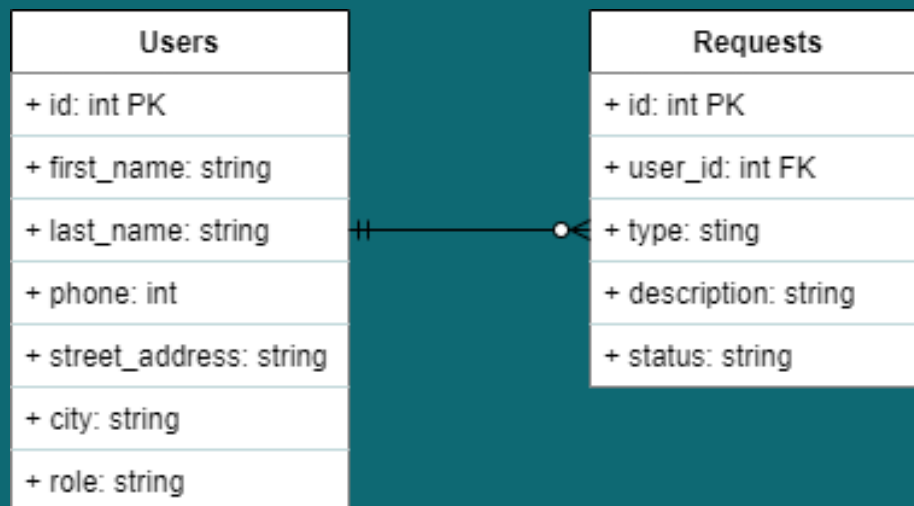 Users
+ id: int PK
+ first_name: string
+ last_name: string
+ phone: int
+ street_address: string
+ city: string
+ role: string
Requests
+ id: int PK
+ user_id: int FK
+ type: sting
+ description: string
+ status: string